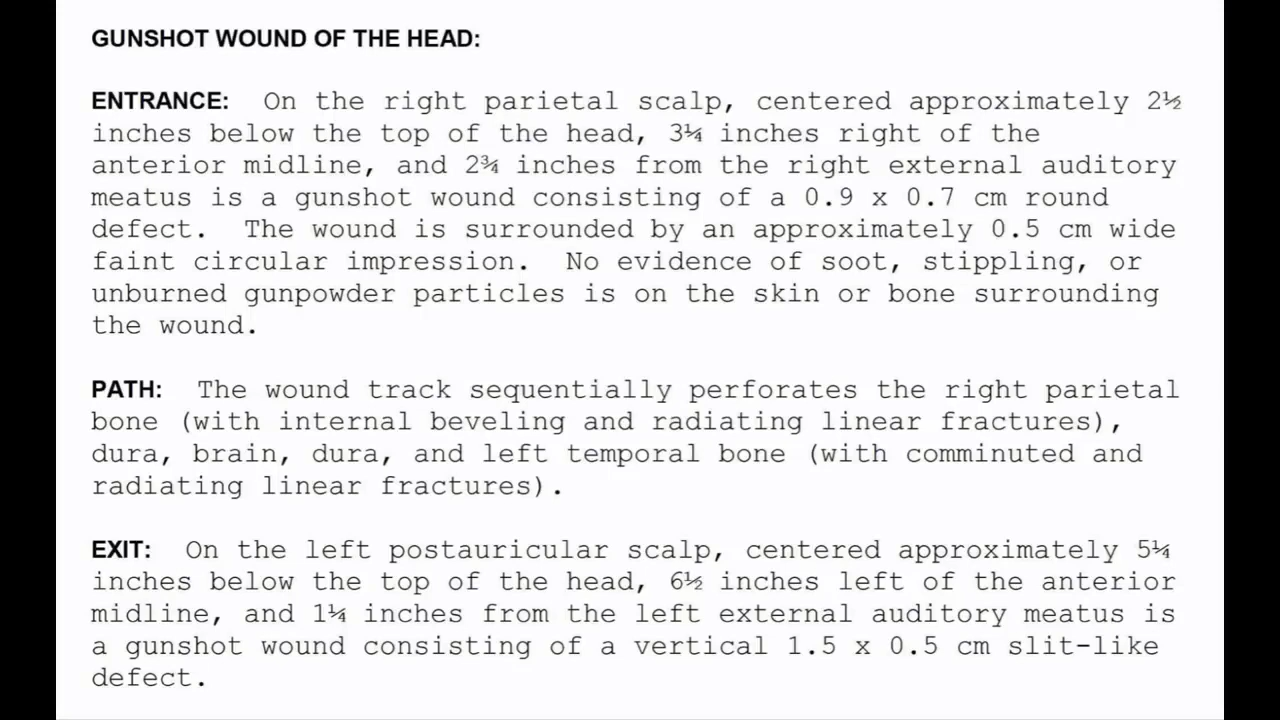 GUNSHOT WOUND OF THE HEAD:
ENTRANCE: On the right parietal scalp, centered approximately 2½
inches below the top of the head, 3¼ inches right of the
anterior midline, and 2¾ inches from the right external auditory
meatus is a gunshot wound consisting of a 0.9 x 0.7 cm round
defect. The wound is surrounded by an approximately 0.5 cm wide
faint circular impression. No evidence of soot, stippling, or
unburned gunpowder particles is on the skin or bone surrounding
the wound.
PATH: The wound track sequentially perforates the right parietal
bone (with internal beveling and radiating linear fractures),
dura, brain, dura, and left temporal bone (with comminuted and
radiating linear fractures).
EXIT: On the left postauricular scalp, centered approximately 5¼
inches below the top of the head, 6½ inches left of the anterior
midline, and 1¼ inches from the left external auditory meatus is
a gunshot wound consisting of a vertical 1.5 x 0.5 cm slit-like
defect.